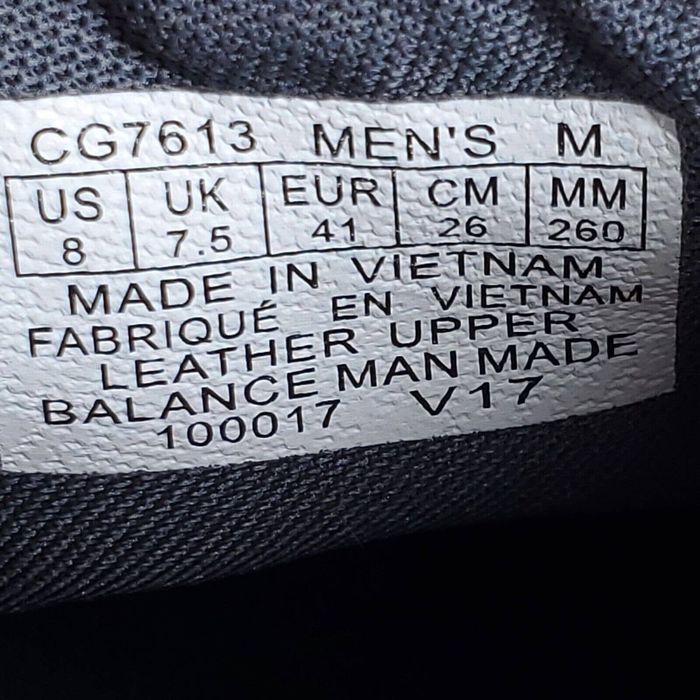 CG7613 MEN'S M
US UK EUR CM MM
8 7.5 41 26 260
MADE IN VIETNAM
FABRIQUÉ EN VIETNAM
LEATHER UPPER
BALANCE MAN MADE
100017 V17